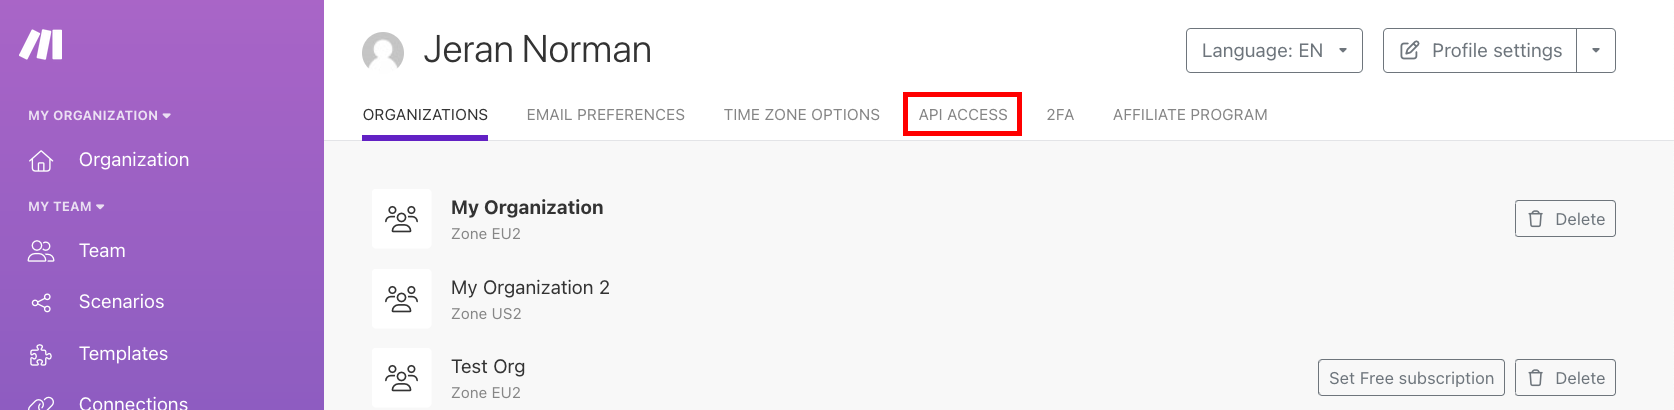 Jeran Norman
Language: EN
Profile settings
MY ORGANIZATION
Organization
MY TEAM
Team
Scenarios
Templates
Connections
ORGANIZATIONS EMAIL PREFERENCES TIME ZONE OPTIONS API ACCESS 2FA AFFILIATE PROGRAM
My Organization
Zone EU2
Delete
My Organization 2
Zone US2
Test Org
Zone EU2
Set Free subscription
Delete